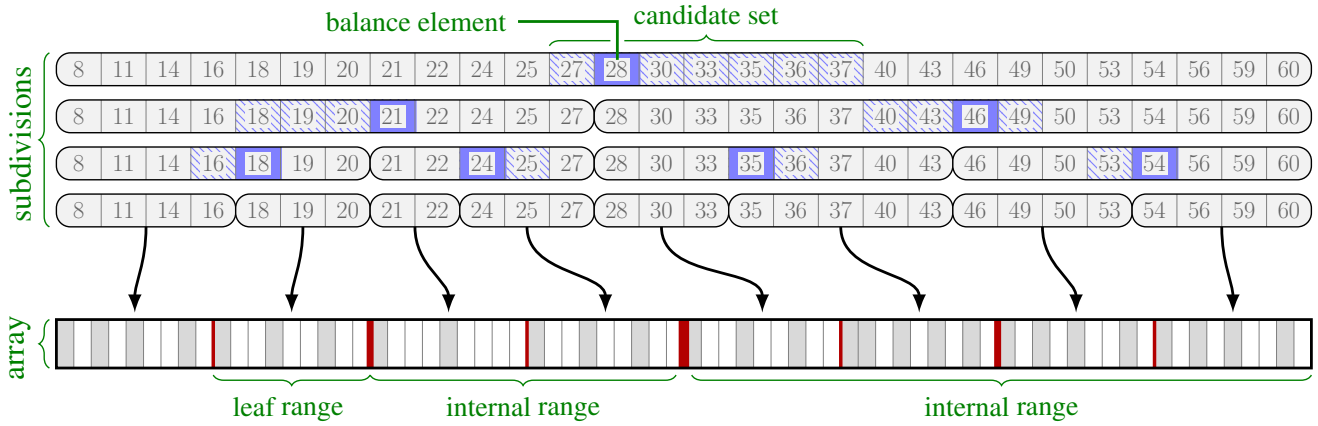 candidate set
balance element
subdivisions
8 11 14 16 18 19 20 21 22 24 25 27 28 30 33 35 36 37 40 43 46 49 50 53 54 56 59 60
8 11 14 16 18 19 20 21 22 24 25 27 28 30 33 35 36 37 40 43 46 49 50 53 54 56 59 60
8 11 14 16 18 19 20 21 22 24 25 27 28 30 33 35 36 37 40 43 46 49 50 53 54 56 59 60
8 11 14 16 18 19 20 21 22 24 25 27 28 30 33 35 36 37 40 43 46 49 50 53 54 56 59 60
array
leaf range internal range internal range